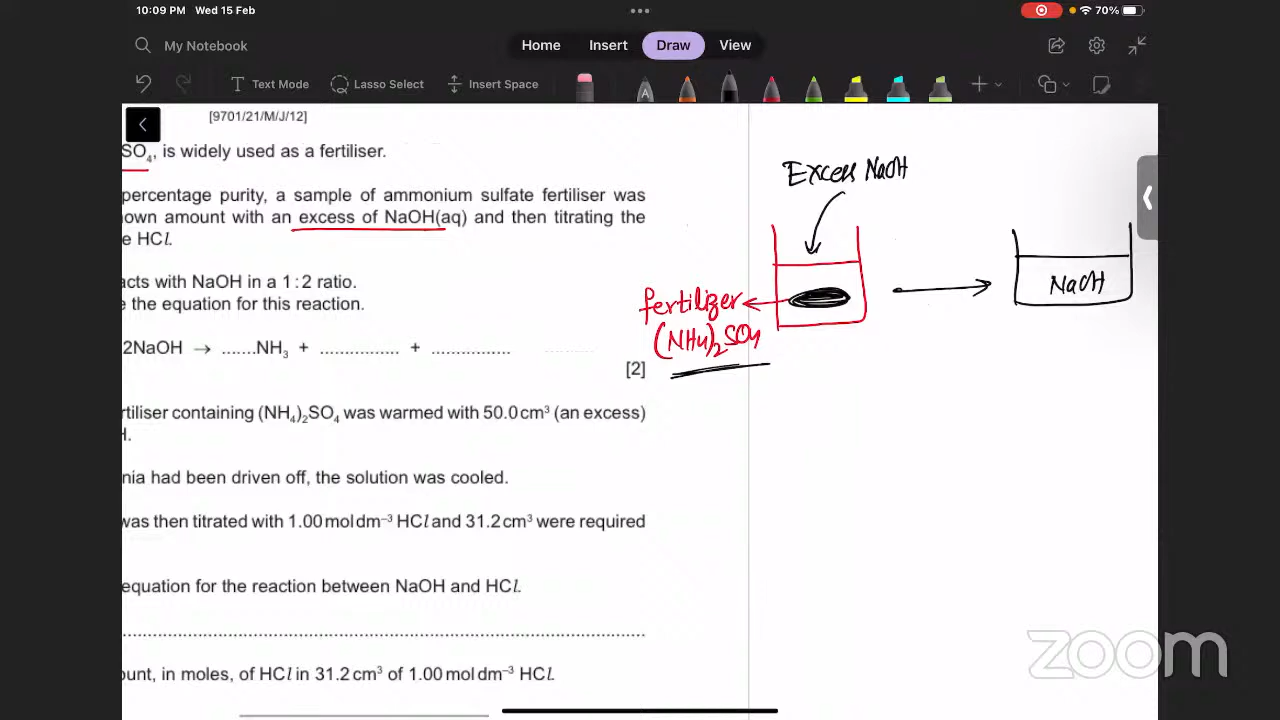 10:09 PM Wed 15 Feb
70%
My Notebook
Home Insert Draw View
Text Mode Lasso Select Insert Space
[9701/21/M/J/12]
SO₄, is widely used as a fertiliser.
percentage purity, a sample of ammonium sulfate fertiliser was
own amount with an excess of NaOH(aq) and then titrating the
e HCl.
acts with NaOH in a 1 : 2 ratio.
e the equation for this reaction.
2NaOH → .......NH₃ + ................ + ................
[2]
rtiliser containing (NH₄)₂SO₄ was warmed with 50.0 cm³ (an excess)
H.
nia had been driven off, the solution was cooled.
was then titrated with 1.00 mol dm⁻³ HCl and 31.2 cm³ were required
equation for the reaction between NaOH and HCl.
ount, in moles, of HCl in 31.2 cm³ of 1.00 mol dm⁻³ HCl.
Excess NaOH
fertilizer
(NH4)₂SO4
NaOH
zoom